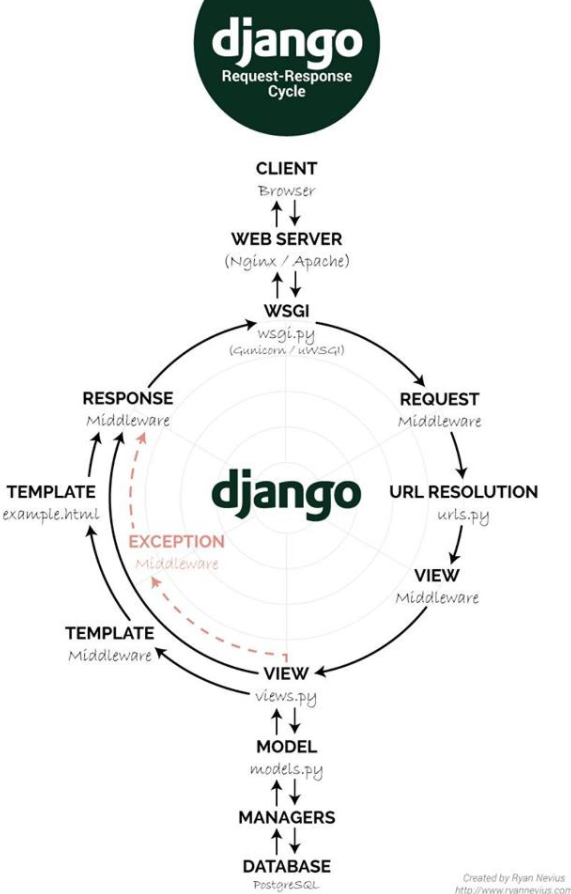 django
Request-Response
Cycle
CLIENT
Browser
WEB SERVER
(Nginx / Apache)
WSGI
wsgi.py
(Gunicorn / uWSGI)
RESPONSE
Middleware
REQUEST
Middleware
TEMPLATE
example.html
django
URL RESOLUTION
urls.py
EXCEPTION
Middleware
VIEW
Middleware
TEMPLATE
Middleware
VIEW
views.py
MODEL
models.py
MANAGERS
DATABASE
PostgreSQL
Created by Ryan Nevius
http://www.ryannevius.com